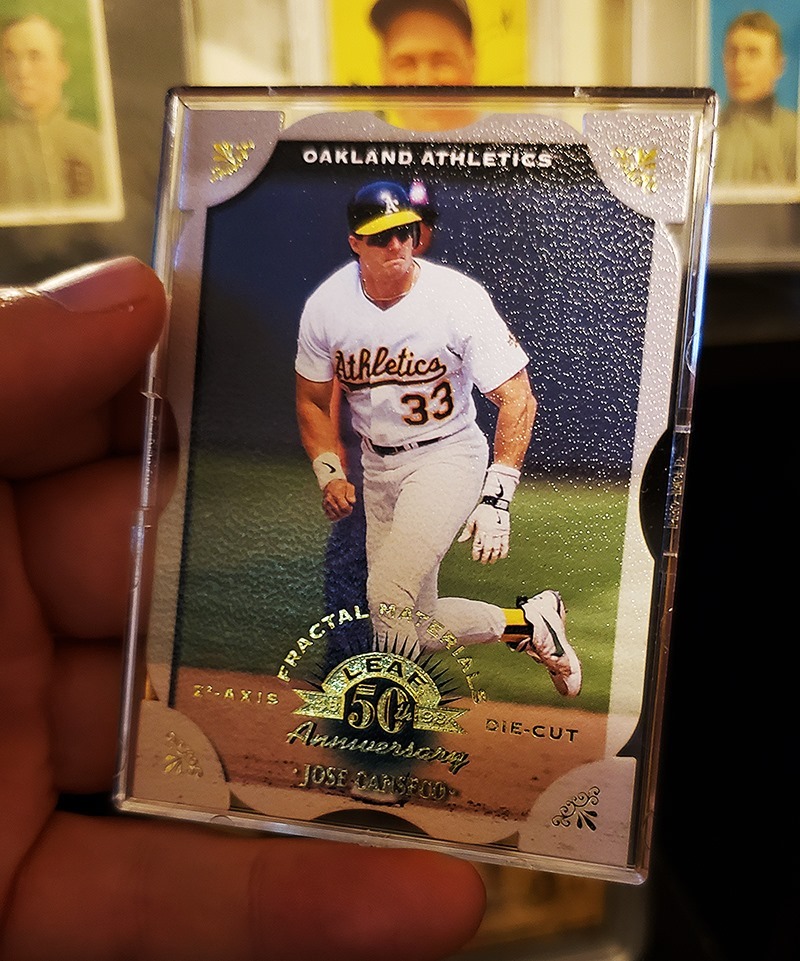 OAKLAND ATHLETICS
A's
Athletics
33
FRACTAL MATERIALS
LEAF
Z²-AXIS
50th
DIE-CUT
Anniversary
·JOSE CANSECO·